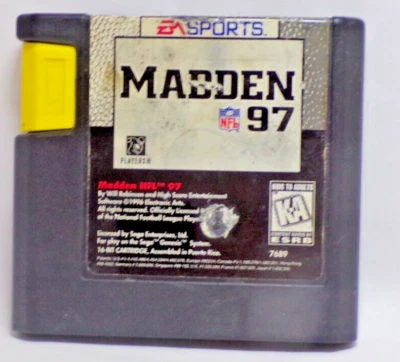 EA SPORTS
MADDEN
NFL 97
PLAYERS
Madden NFL™ 97
By Will Robinson and High Score Entertainment
Software ©1996 Electronic Arts.
All rights reserved. Officially licensed
of the National Football League Players
Licensed by Sega Enterprises, Ltd.
For play on the Sega™ Genesis™ System.
16-BIT CARTRIDGE. Assembled in Puerto Rico.
KIDS TO ADULTS
K-A
ESRB
7689